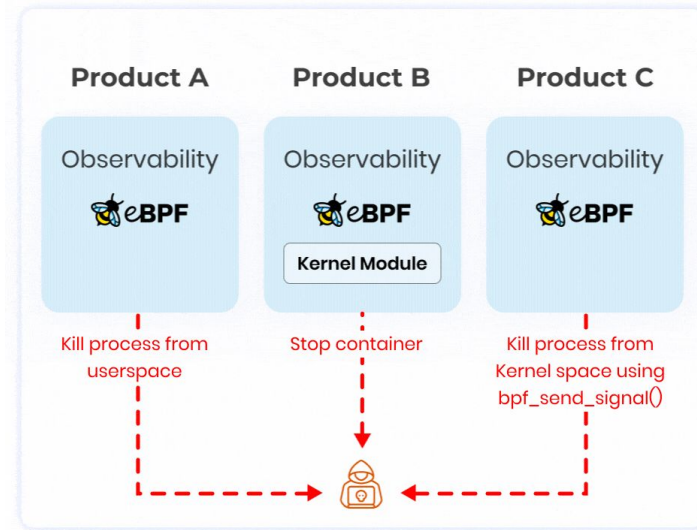 Product A
Product B
Product C
Observability
eBPF
Observability
eBPF
Kernel Module
Observability
eBPF
Kill process from
userspace
Stop container
Kill process from
Kernel space using
bpf_send_signal()